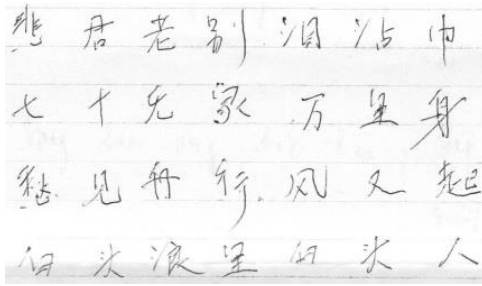 悲君老别泪沾巾
七十无家万里身
愁见舟行风又起
白头浪里白头人